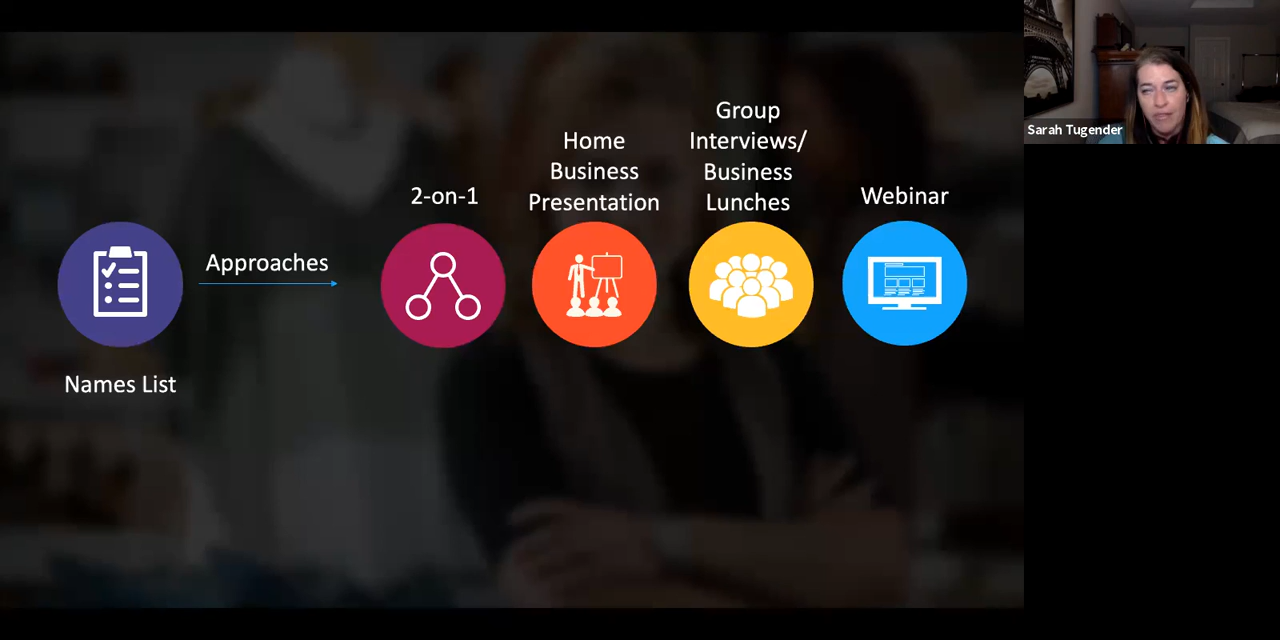 Group
Interviews/
Business
Lunches
Home
Business
Presentation
2-on-1
Webinar
Approaches
Names List
Sarah Tugender